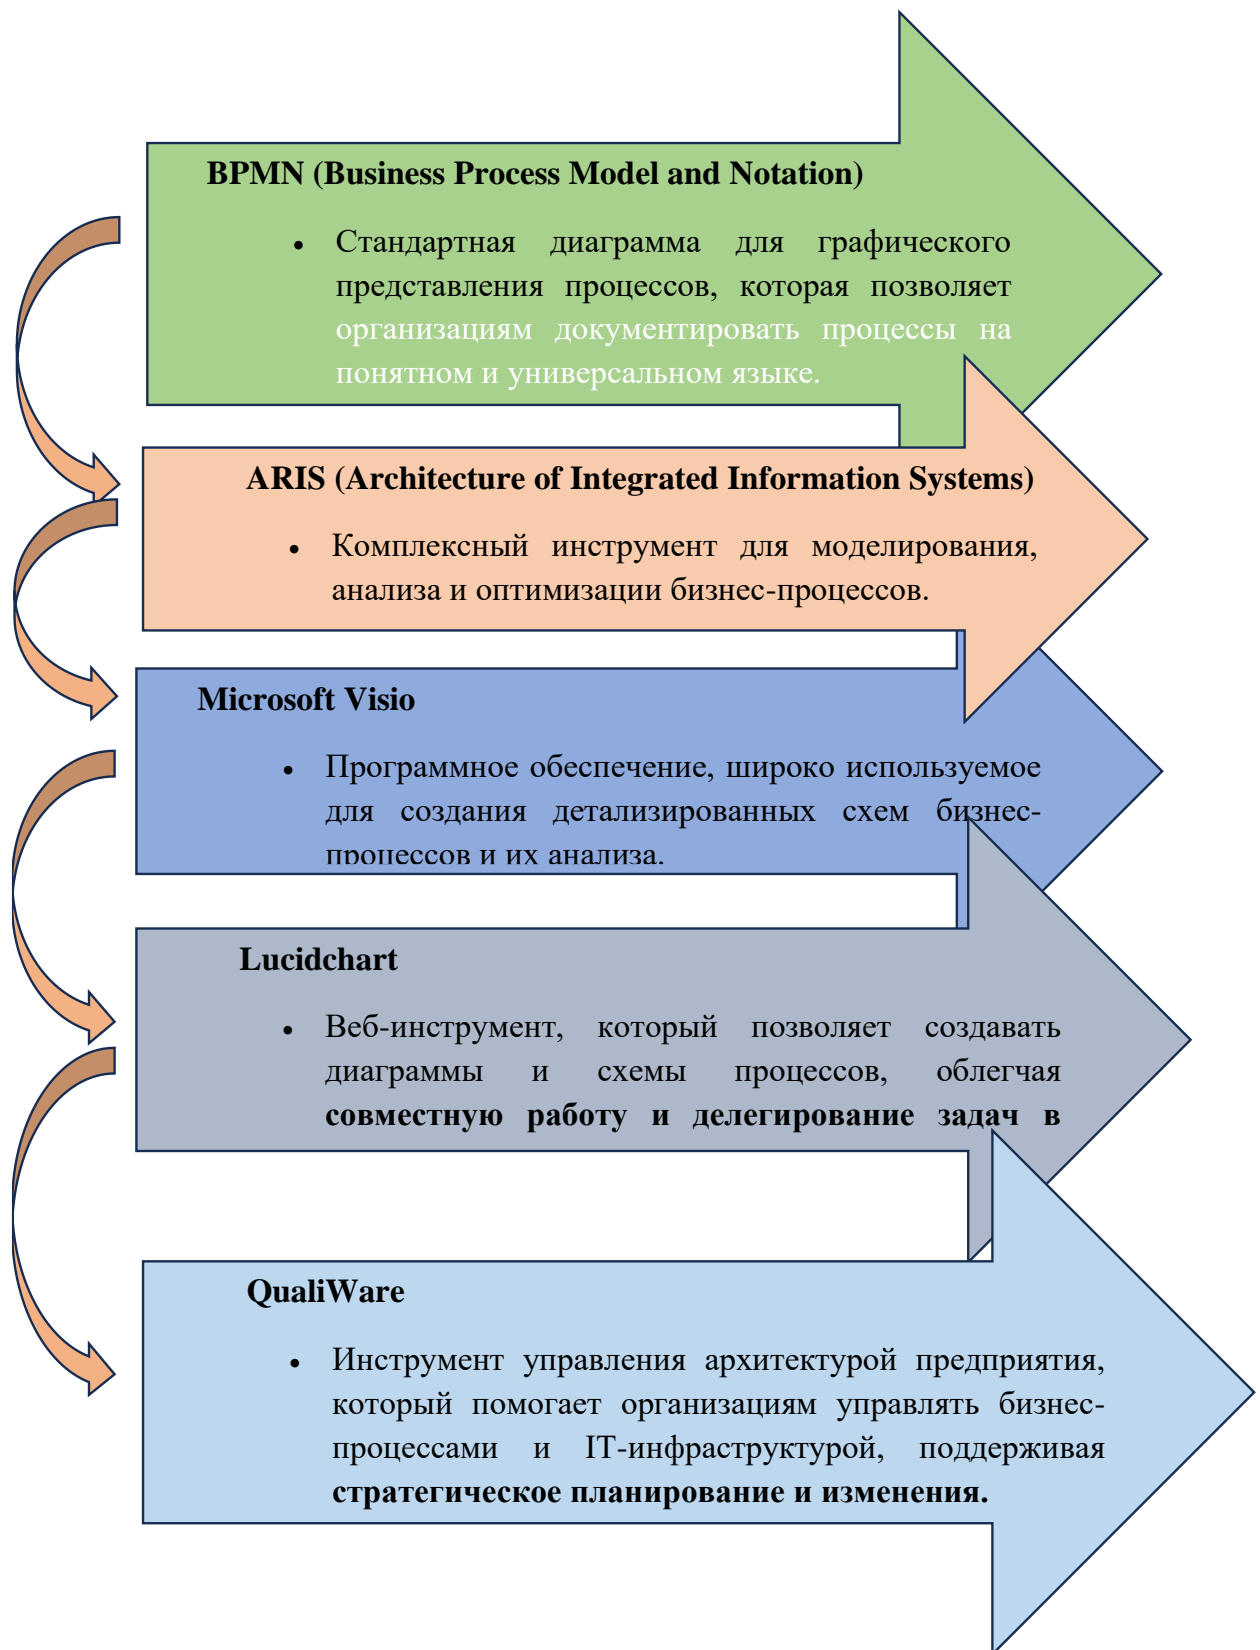 BPMN (Business Process Model and Notation)
• Стандартная диаграмма для графического
представления процессов, которая позволяет
организациям документировать процессы на
понятном и универсальном языке.
ARIS (Architecture of Integrated Information Systems)
• Комплексный инструмент для моделирования,
анализа и оптимизации бизнес-процессов.
Microsoft Visio
• Программное обеспечение, широко используемое
для создания детализированных схем бизнес-
процессов и их анализа.
Lucidchart
• Веб-инструмент, который позволяет создавать
диаграммы и схемы процессов, облегчая
совместную работу и делегирование задач в
QualiWare
• Инструмент управления архитектурой предприятия,
который помогает организациям управлять бизнес-
процессами и IT-инфраструктурой, поддерживая
стратегическое планирование и изменения.